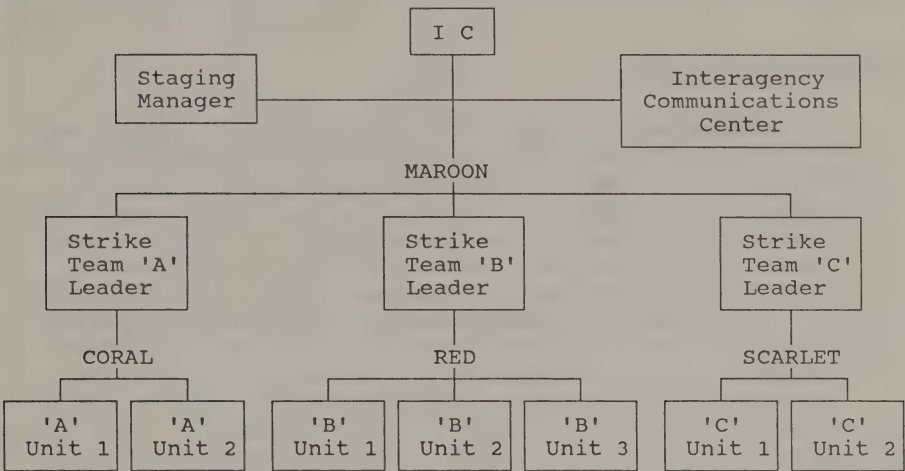 I C
Staging
Manager
Interagency
Communications
Center
MAROON
Strike
Team 'A'
Leader
Strike
Team 'B'
Leader
Strike
Team 'C'
Leader
CORAL
RED
SCARLET
'A'
Unit 1
'A'
Unit 2
'B'
Unit 1
'B'
Unit 2
'B'
Unit 3
'C'
Unit 1
'C'
Unit 2